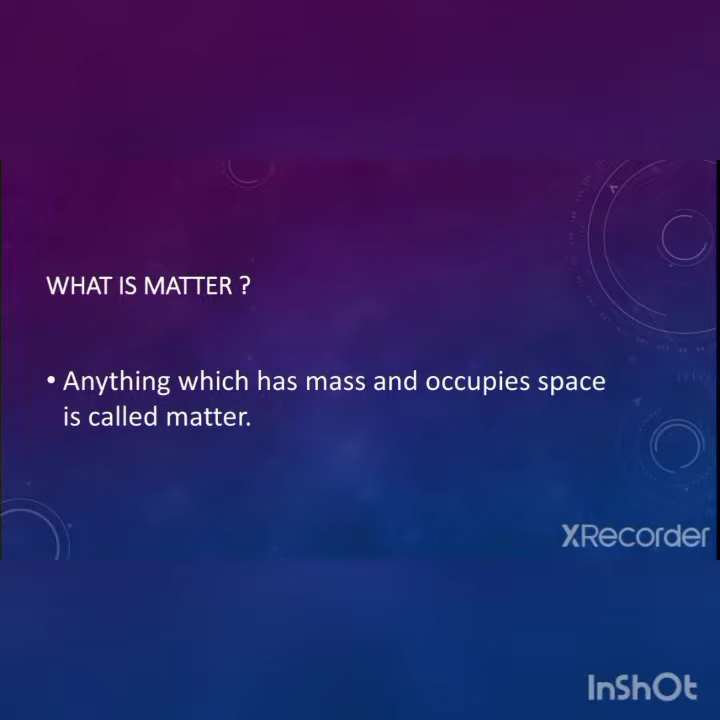 WHAT IS MATTER ?
• Anything which has mass and occupies space
is called matter.
XRecorder
InShOt